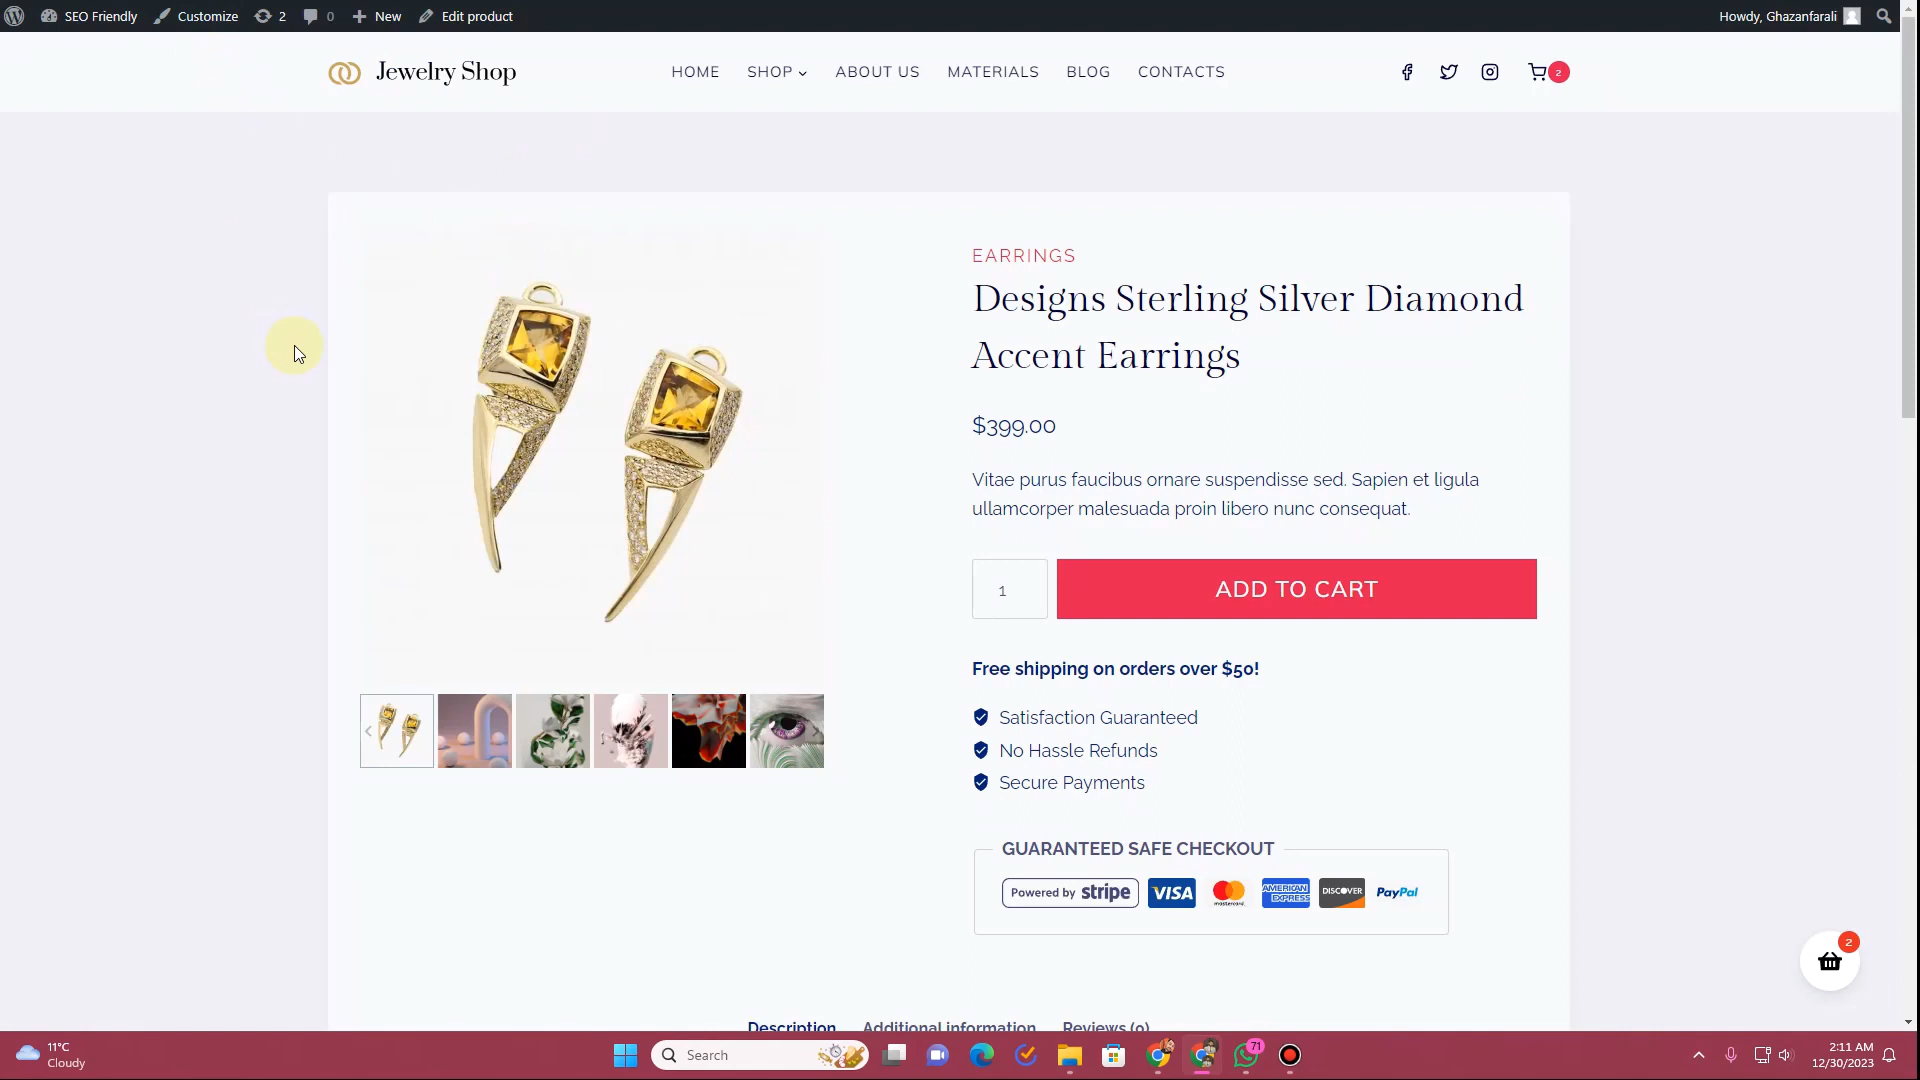 SEO Friendly Customize 2 0 New Edit product Howdy, Ghazanfarali
Jewelry Shop HOME SHOP ABOUT US MATERIALS BLOG CONTACTS 2
EARRINGS
Designs Sterling Silver Diamond
Accent Earrings
$399.00
Vitae purus faucibus ornare suspendisse sed. Sapien et ligula
ullamcorper malesuada proin libero nunc consequat.
1 ADD TO CART
Free shipping on orders over $50!
Satisfaction Guaranteed
No Hassle Refunds
Secure Payments
GUARANTEED SAFE CHECKOUT
Powered by stripe VISA mastercard AMERICAN EXPRESS DISCOVER PayPal
2
Description Additional information Reviews (0)
11°C
Cloudy
Search
71
2:11 AM
12/30/2023